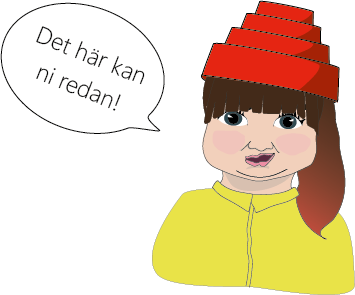 Det här kan
ni redan!